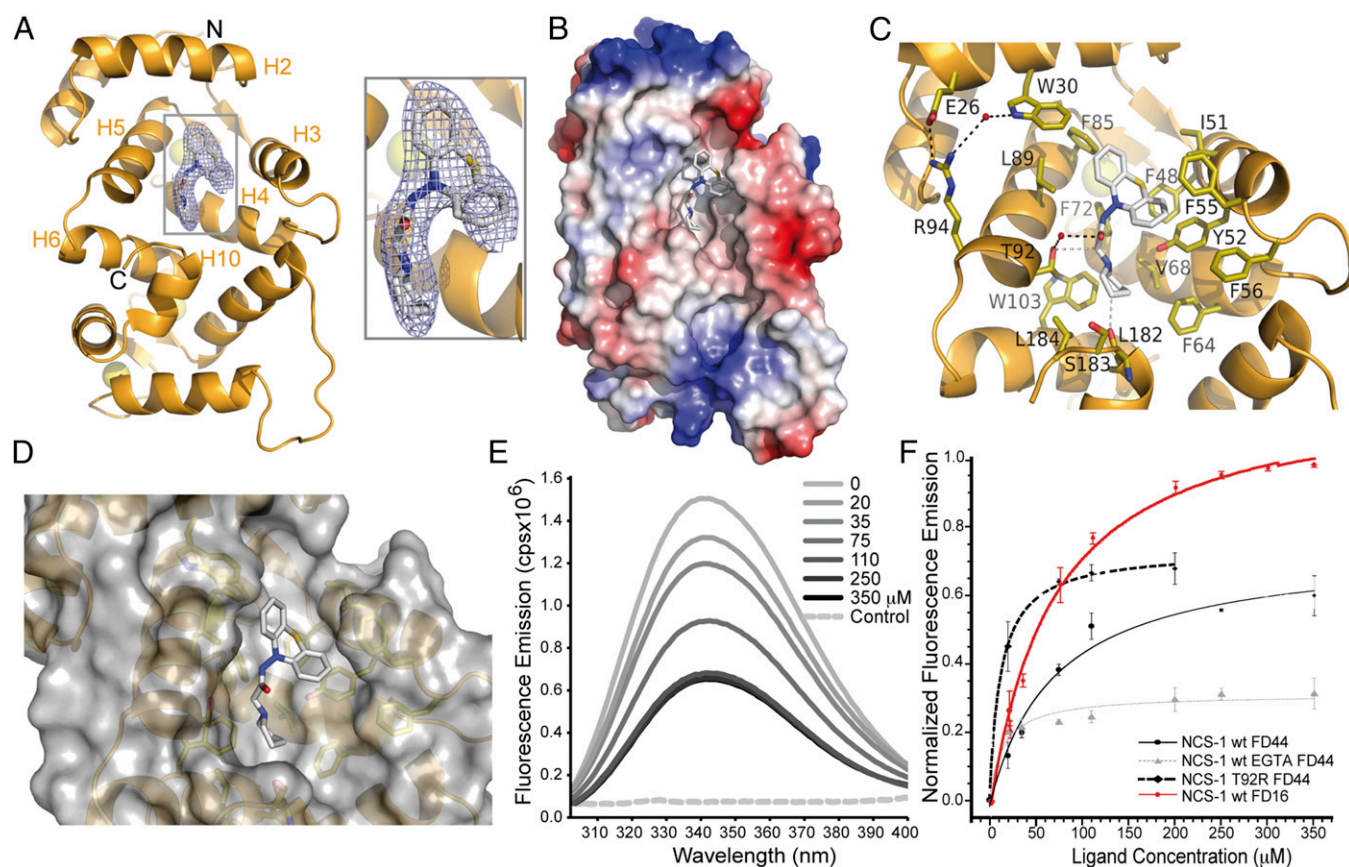 A
N
H2
H5
H3
H4
H6
H10
C
B
C
E26
W30
F85
I51
L89
F48
F72
F55
R94
T92
Y52
V68
F56
W103
L182
L184
F64
S183
D
E
Fluorescence Emission (cpsx10⁶)
1.6
1.4
1.2
1.0
0.8
0.6
0.4
0.2
0.0
310 320 330 340 350 360 370 380 390 400
Wavelength (nm)
0
20
35
75
110
250
350 μM
Control
F
Normalized Fluorescence Emission
1.0
0.8
0.6
0.4
0.2
0.0
0 50 100 150 200 250 300 350
Ligand Concentration (μM)
NCS-1 wt FD44
NCS-1 wt EGTA FD44
NCS-1 T92R FD44
NCS-1 wt FD16